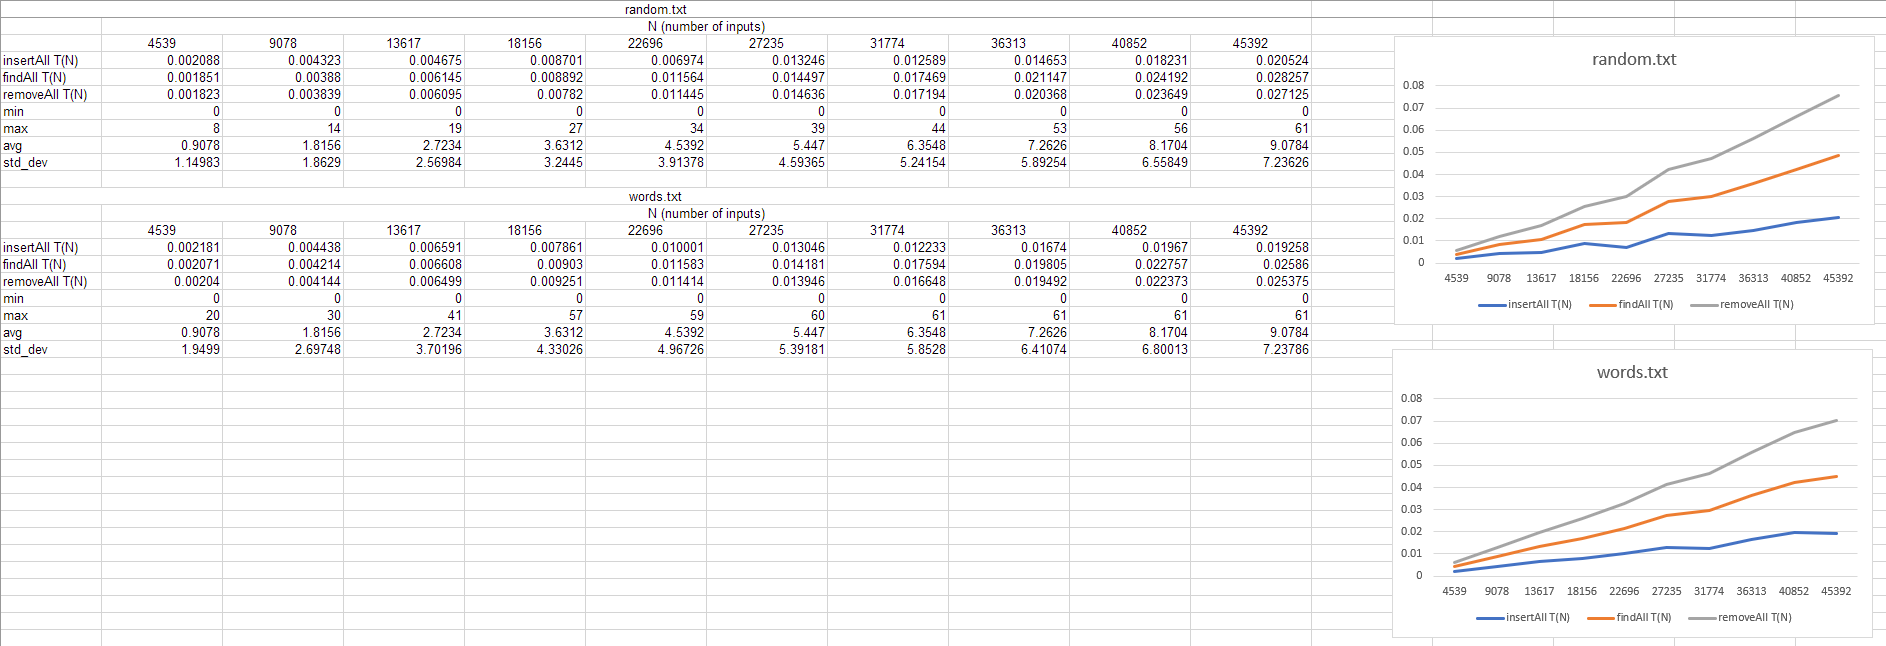 random.txt
N (number of inputs)
4539 9078 13617 18156 22696 27235 31774 36313 40852 45392
insertAll T(N) 0.002088 0.004323 0.004675 0.008701 0.006974 0.013246 0.012589 0.014653 0.018231 0.020524
findAll T(N) 0.001851 0.00388 0.006145 0.008892 0.011564 0.014497 0.017469 0.021147 0.024192 0.028257
removeAll T(N) 0.001823 0.003839 0.006095 0.00782 0.011445 0.014636 0.017194 0.020368 0.023649 0.027125
min 0 0 0 0 0 0 0 0 0 0
max 8 14 19 27 34 39 44 53 56 61
avg 0.9078 1.8156 2.7234 3.6312 4.5392 5.447 6.3548 7.2626 8.1704 9.0784
std_dev 1.14983 1.8629 2.56984 3.2445 3.91378 4.59365 5.24154 5.89254 6.55849 7.23626
words.txt
N (number of inputs)
4539 9078 13617 18156 22696 27235 31774 36313 40852 45392
insertAll T(N) 0.002181 0.004438 0.006591 0.007861 0.010001 0.013046 0.012233 0.01674 0.01967 0.019258
findAll T(N) 0.002071 0.004214 0.006608 0.00903 0.011583 0.014181 0.017594 0.019805 0.022757 0.02586
removeAll T(N) 0.00204 0.004144 0.006499 0.009251 0.011414 0.013946 0.016648 0.019492 0.022373 0.025375
min 0 0 0 0 0 0 0 0 0 0
max 20 30 41 57 59 60 61 61 61 61
avg 0.9078 1.8156 2.7234 3.6312 4.5392 5.447 6.3548 7.2626 8.1704 9.0784
std_dev 1.9499 2.69748 3.70196 4.33026 4.96726 5.39181 5.8528 6.41074 6.80013 7.23786
random.txt
0.08
0.07
0.06
0.05
0.04
0.03
0.02
0.01
0
4539 9078 13617 18156 22696 27235 31774 36313 40852 45392
insertAll T(N) findAll T(N) removeAll T(N)
words.txt
0.08
0.07
0.06
0.05
0.04
0.03
0.02
0.01
0
4539 9078 13617 18156 22696 27235 31774 36313 40852 45392
insertAll T(N) findAll T(N) removeAll T(N)